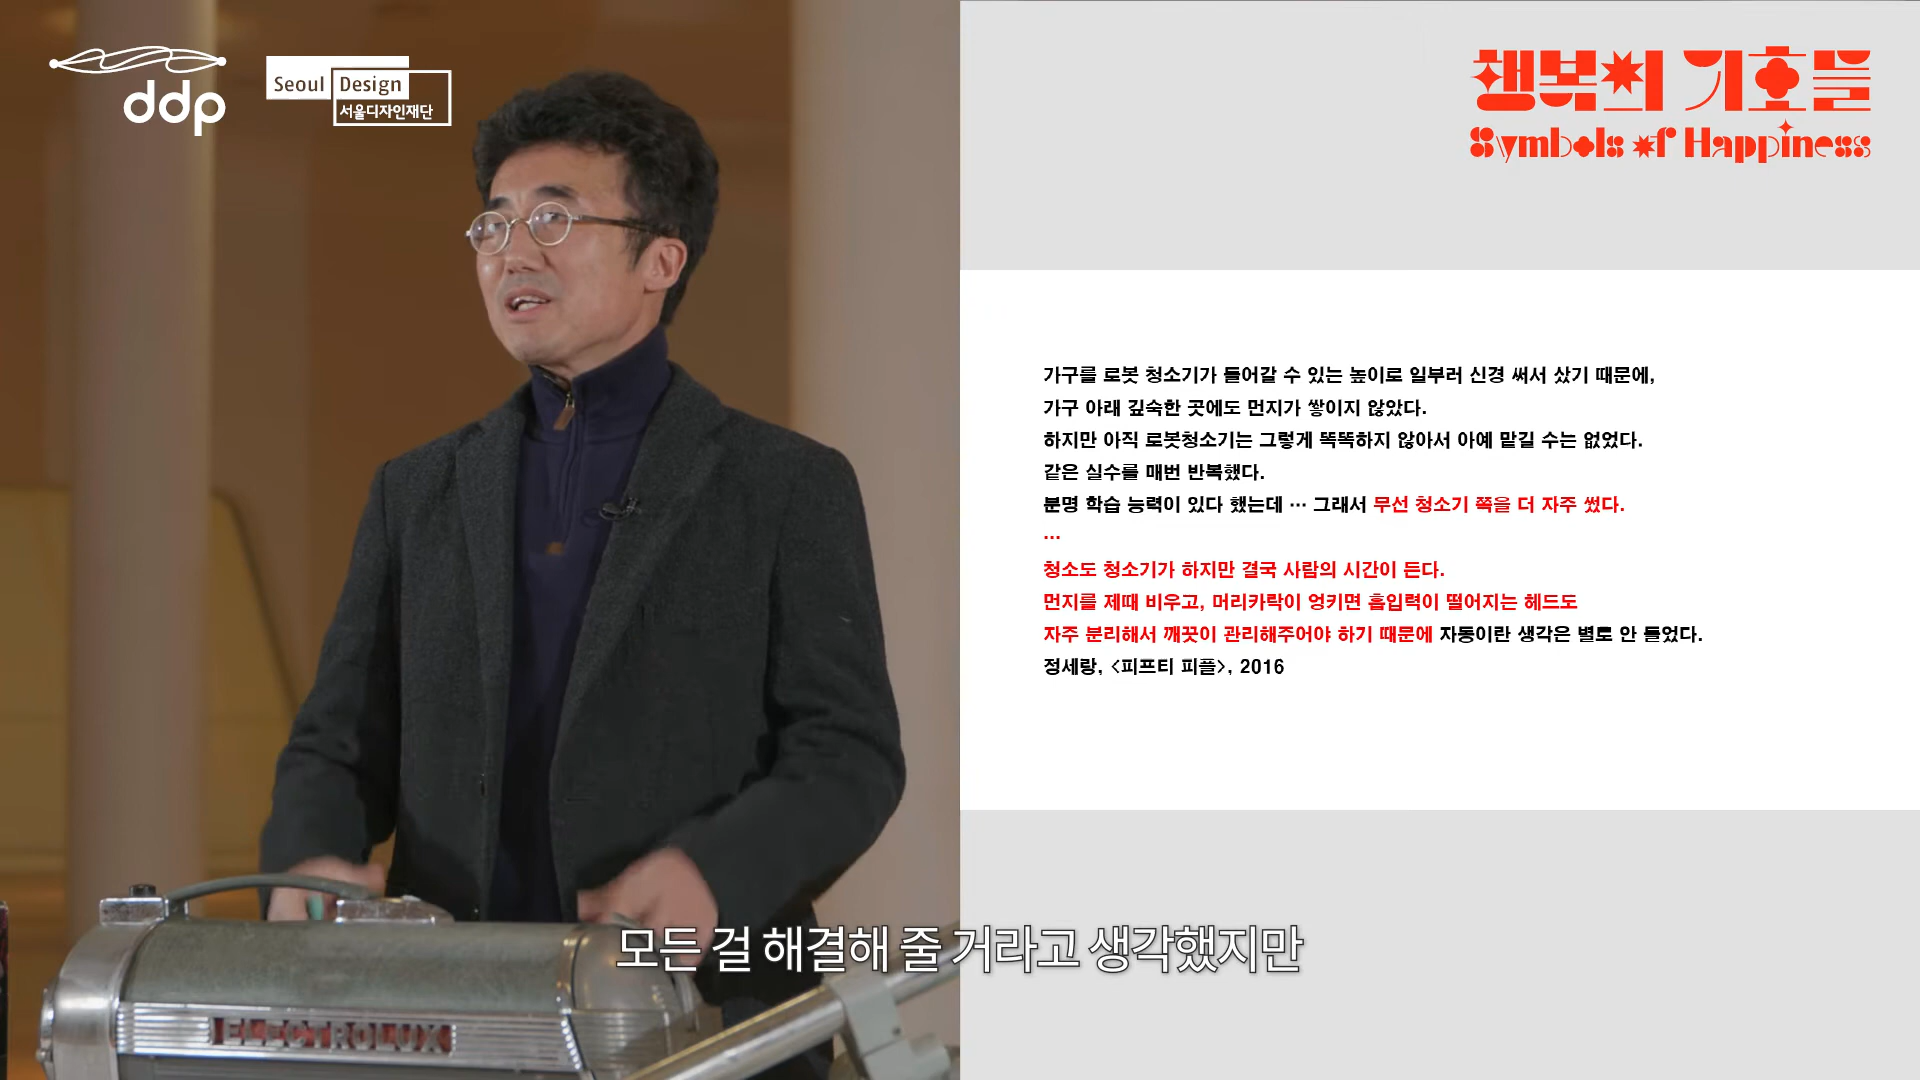 ddp
Seoul Design
서울디자인재단
행복의 기호들
Symbols of Happiness
가구를 로봇 청소기가 들어갈 수 있는 높이로 일부러 신경 써서 샀기 때문에,
가구 아래 깊숙한 곳에도 먼지가 쌓이지 않았다.
하지만 아직 로봇청소기는 그렇게 똑똑하지 않아서 아예 맡길 수는 없었다.
같은 실수를 매번 반복했다.
분명 학습 능력이 있다 했는데 … 그래서 무선 청소기 쪽을 더 자주 썼다.
…
청소도 청소기가 하지만 결국 사람의 시간이 든다.
먼지를 제때 비우고, 머리카락이 엉키면 흡입력이 떨어지는 헤드도
자주 분리해서 깨끗이 관리해주어야 하기 때문에 자동이란 생각은 별로 안 들었다.
정세랑, <피프티 피플>, 2016
모든 걸 해결해 줄 거라고 생각했지만
ELECTROLUX